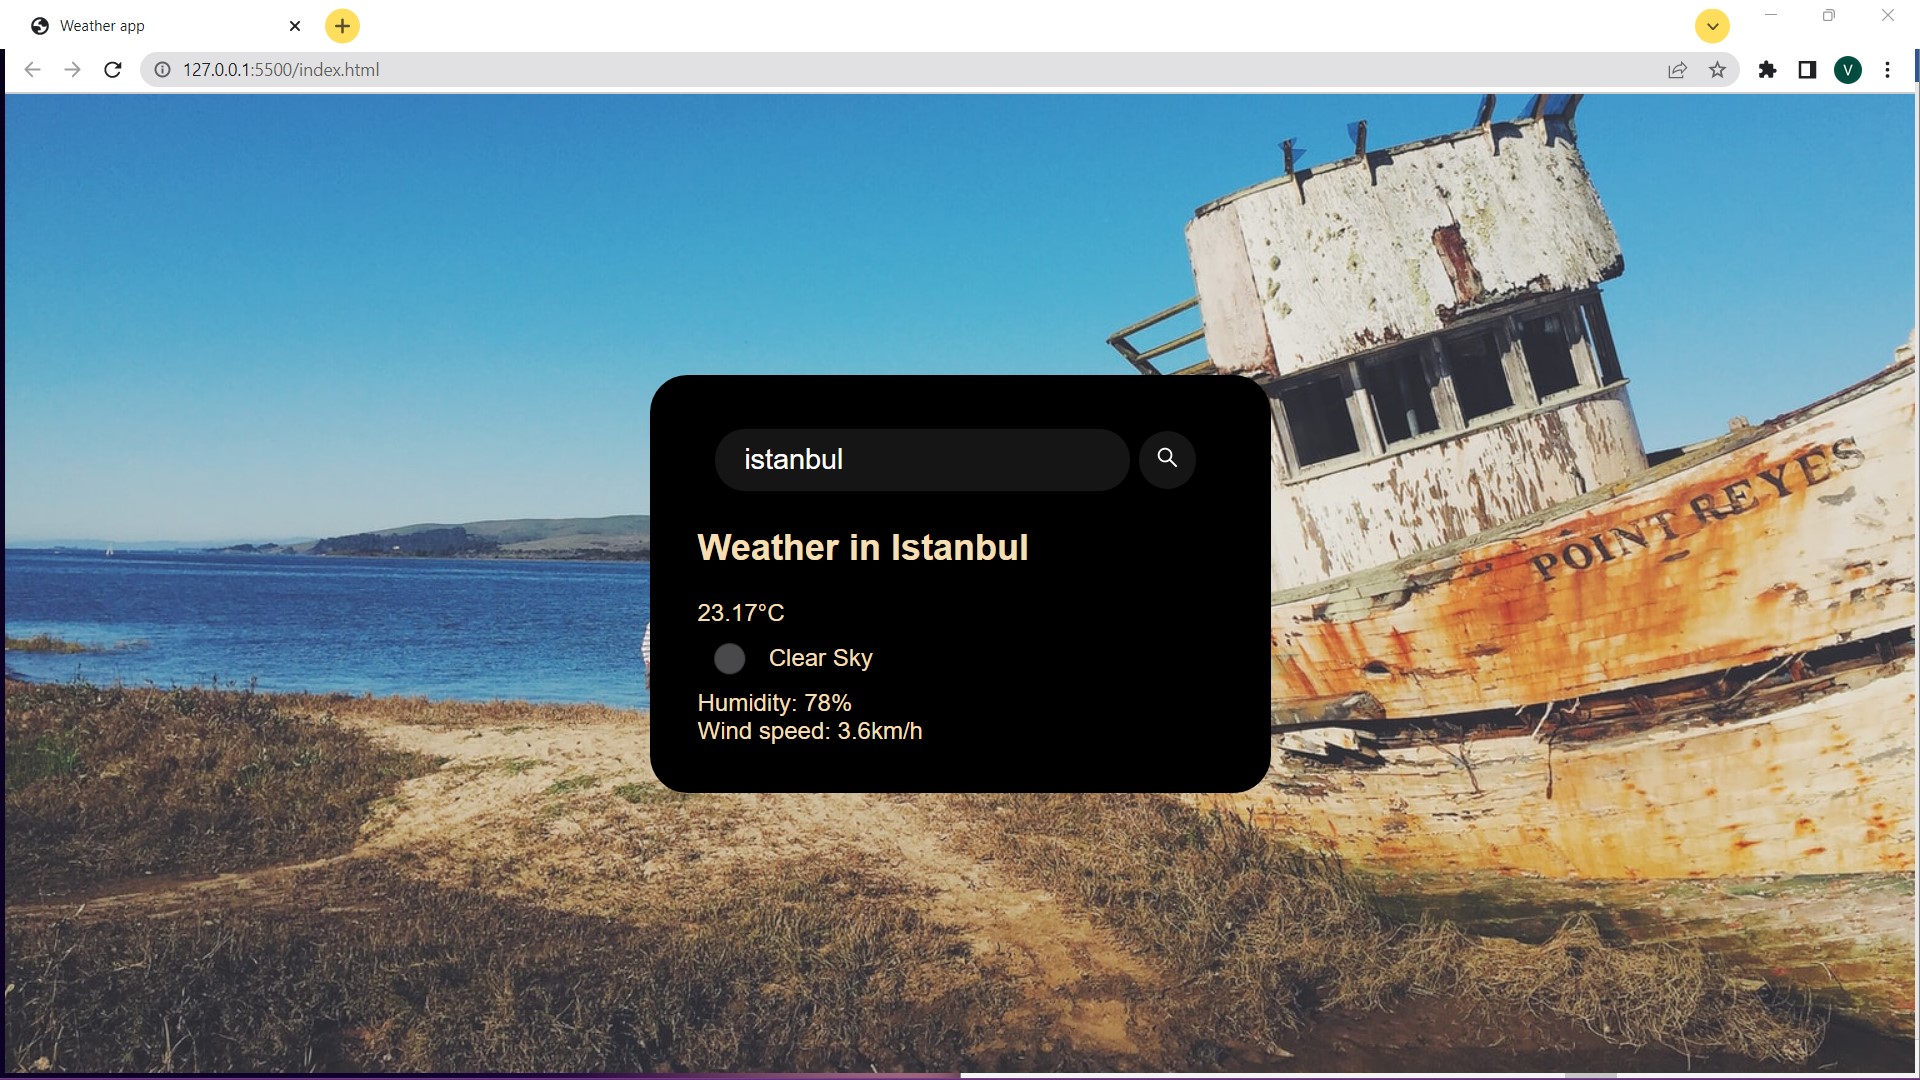 Weather app
127.0.0.1:5500/index.html
V
POINT REYES
istanbul
Weather in Istanbul
23.17°C
Clear Sky
Humidity: 78%
Wind speed: 3.6km/h